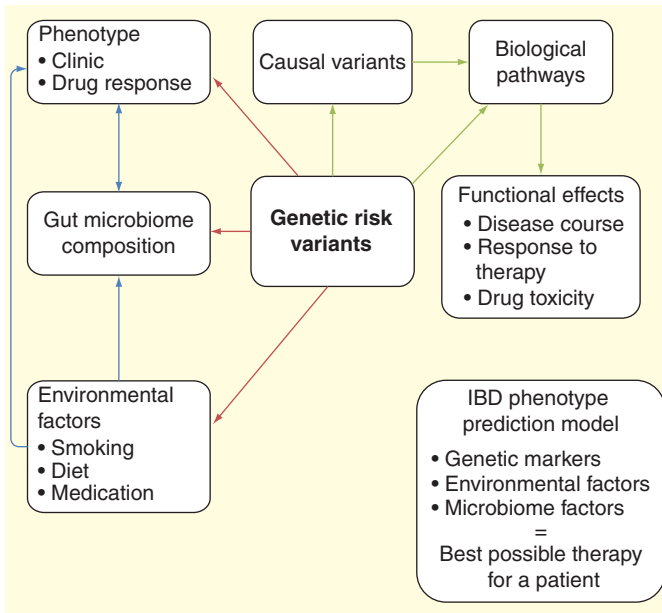 Phenotype
• Clinic
• Drug response
Causal variants
Biological
pathways
Gut microbiome
composition
Genetic risk
variants
Functional effects
• Disease course
• Response to
therapy
• Drug toxicity
Environmental
factors
• Smoking
• Diet
• Medication
IBD phenotype
prediction model
• Genetic markers
• Environmental factors
• Microbiome factors
=
Best possible therapy
for a patient